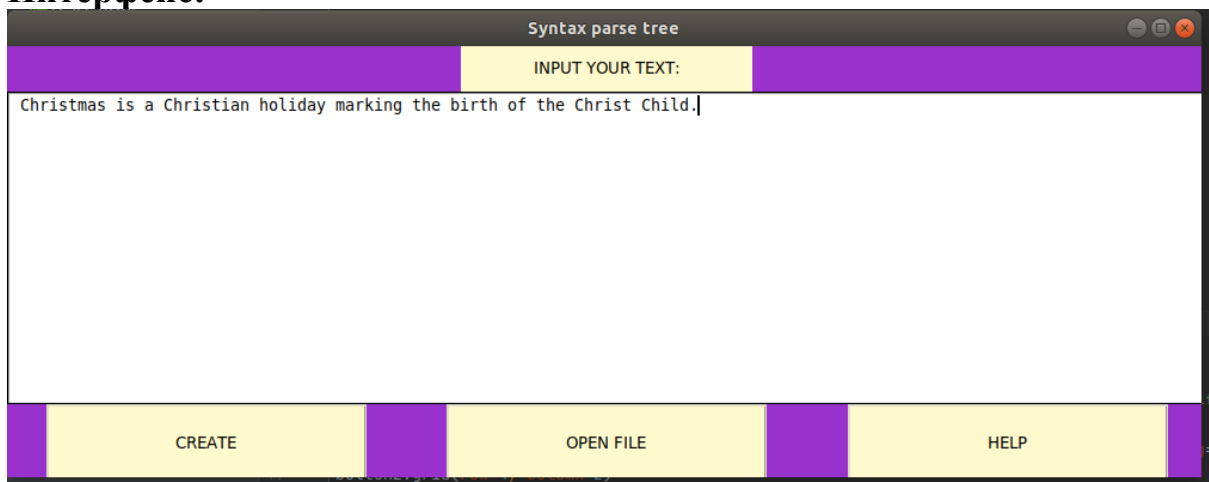 Интерфейс:
Syntax parse tree
INPUT YOUR TEXT:
Christmas is a Christian holiday marking the birth of the Christ Child.
CREATE
OPEN FILE
HELP